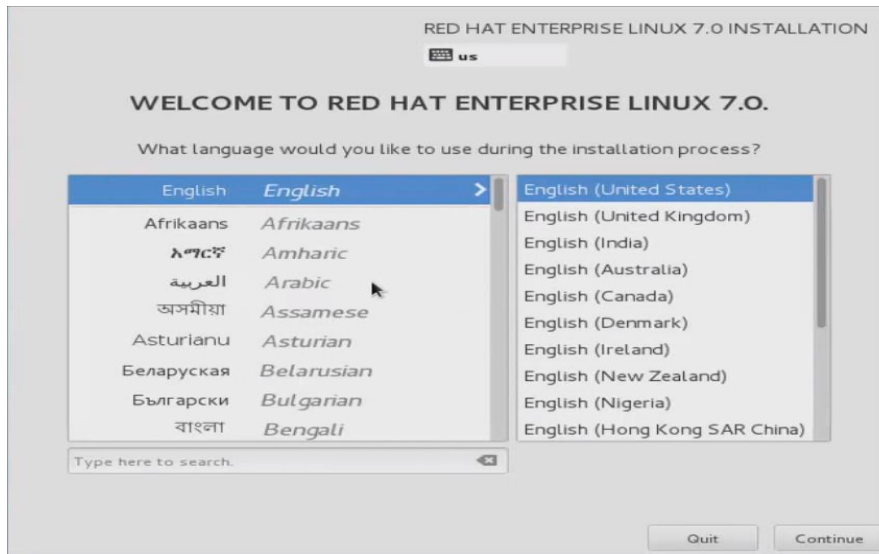 RED HAT ENTERPRISE LINUX 7.0 INSTALLATION
us
WELCOME TO RED HAT ENTERPRISE LINUX 7.0.
What language would you like to use during the installation process?
English English >
Afrikaans Afrikaans
አማርኛ Amharic
العربية Arabic
অসমীয়া Assamese
Asturianu Asturian
Беларуская Belarusian
Български Bulgarian
বাংলা Bengali
Type here to search.
English (United States)
English (United Kingdom)
English (India)
English (Australia)
English (Canada)
English (Denmark)
English (Ireland)
English (New Zealand)
English (Nigeria)
English (Hong Kong SAR China)
Quit Continue